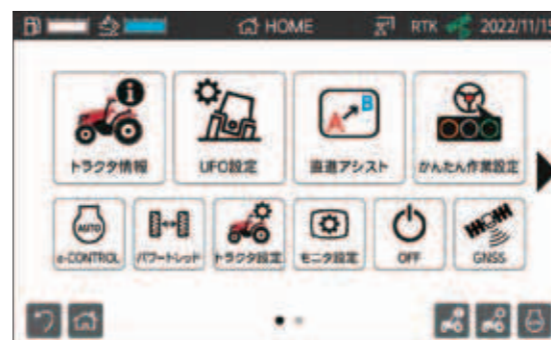 HOME RTK 2022/11/15
i
A B
トラクタ情報 UFO設定 直進アシスト かんたん作業設定
AUTO
e-CONTROL パワートレッド トラクタ設定 モニタ設定 OFF GNSS